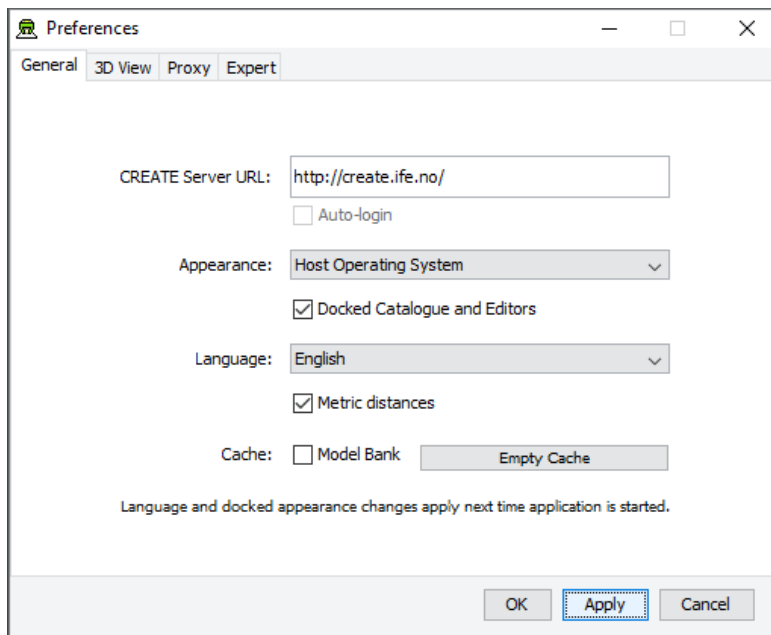 Preferences
General 3D View Proxy Expert
CREATE Server URL: http://create.ife.no/
Auto-login
Appearance: Host Operating System
Docked Catalogue and Editors
Language: English
Metric distances
Cache: Model Bank Empty Cache
Language and docked appearance changes apply next time application is started.
OK Apply Cancel